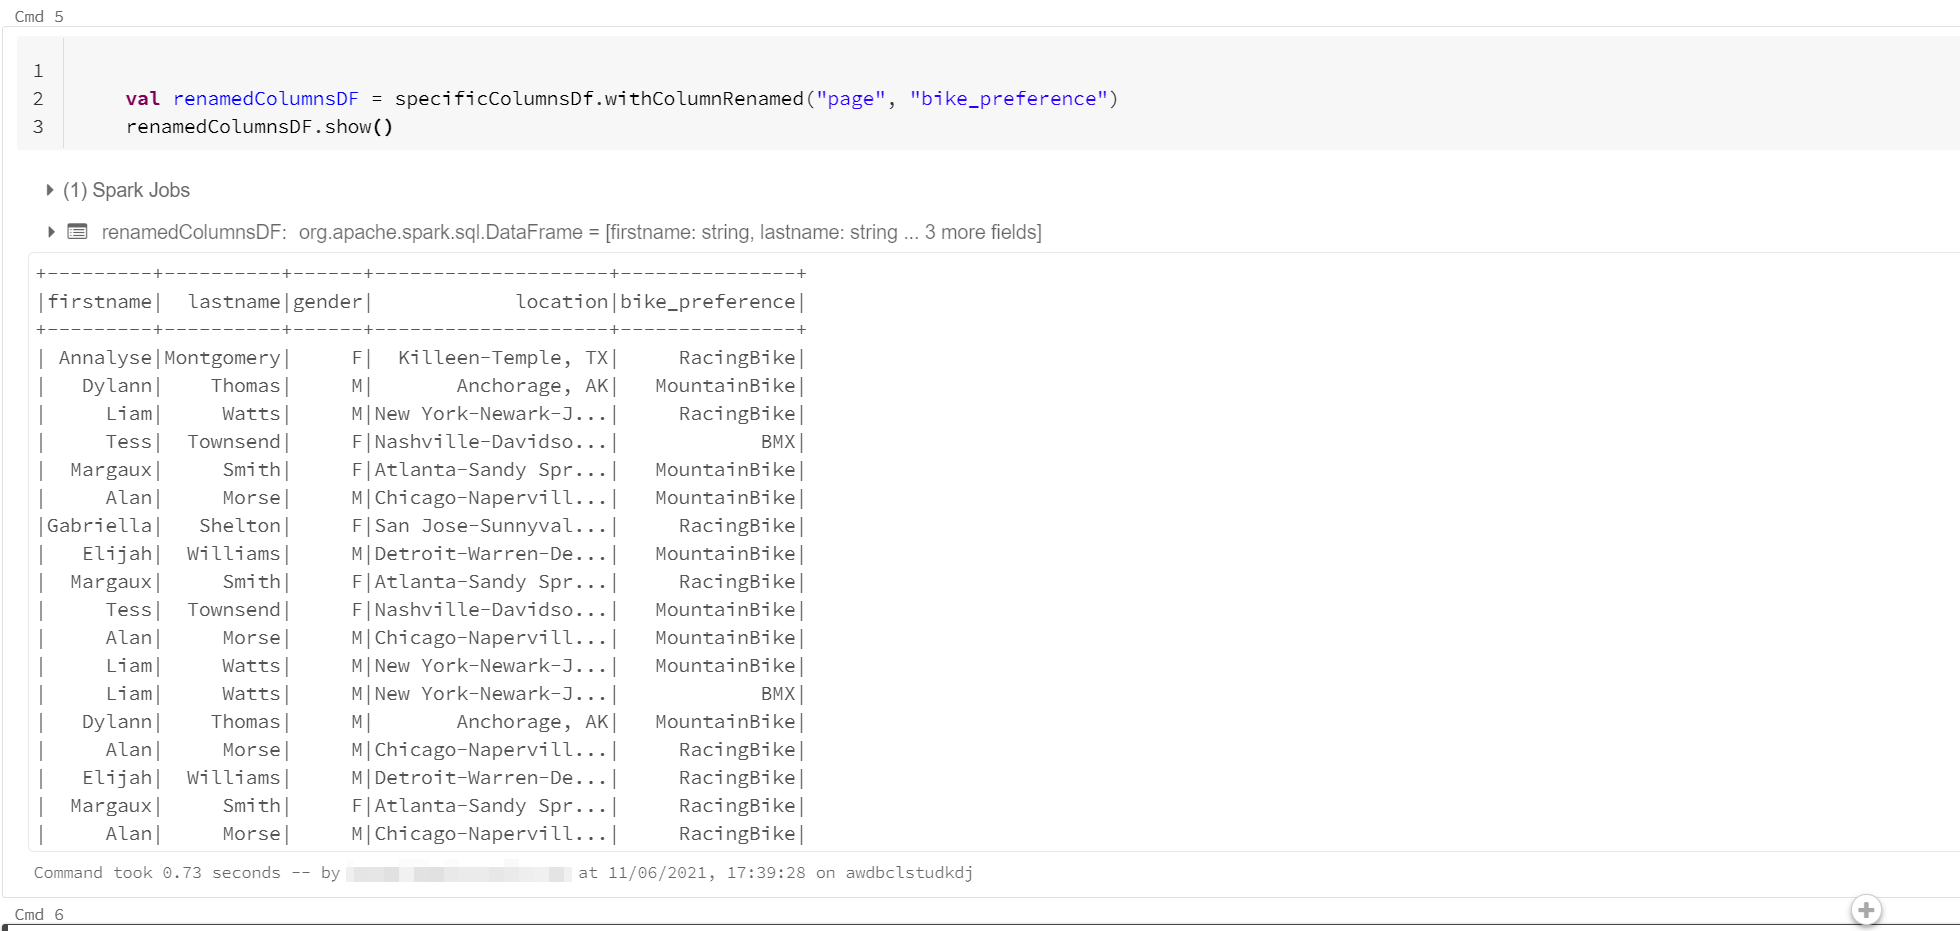 Cmd 5
1
2 val renamedColumnsDF = specificColumnsDf.withColumnRenamed("page", "bike_preference")
3 renamedColumnsDF.show()
(1) Spark Jobs
renamedColumnsDF: org.apache.spark.sql.DataFrame = [firstname: string, lastname: string ... 3 more fields]
+---------+----------+------+--------------------+---------------+
|firstname|  lastname|gender|            location|bike_preference|
+---------+----------+------+--------------------+---------------+
| Annalyse|Montgomery|     F|  Killeen-Temple, TX|     RacingBike|
|   Dylann|    Thomas|     M|       Anchorage, AK|   MountainBike|
|     Liam|     Watts|     M|New York-Newark-J...|     RacingBike|
|     Tess|  Townsend|     F|Nashville-Davidso...|            BMX|
|  Margaux|     Smith|     F|Atlanta-Sandy Spr...|   MountainBike|
|     Alan|     Morse|     M|Chicago-Napervill...|   MountainBike|
|Gabriella|   Shelton|     F|San Jose-Sunnyval...|     RacingBike|
|   Elijah|  Williams|     M|Detroit-Warren-De...|   MountainBike|
|  Margaux|     Smith|     F|Atlanta-Sandy Spr...|     RacingBike|
|     Tess|  Townsend|     F|Nashville-Davidso...|   MountainBike|
|     Alan|     Morse|     M|Chicago-Napervill...|   MountainBike|
|     Liam|     Watts|     M|New York-Newark-J...|   MountainBike|
|     Liam|     Watts|     M|New York-Newark-J...|            BMX|
|   Dylann|    Thomas|     M|       Anchorage, AK|   MountainBike|
|     Alan|     Morse|     M|Chicago-Napervill...|     RacingBike|
|   Elijah|  Williams|     M|Detroit-Warren-De...|     RacingBike|
|  Margaux|     Smith|     F|Atlanta-Sandy Spr...|     RacingBike|
|     Alan|     Morse|     M|Chicago-Napervill...|     RacingBike|
Command took 0.73 seconds -- by at 11/06/2021, 17:39:28 on awdbclstudkdj
Cmd 6